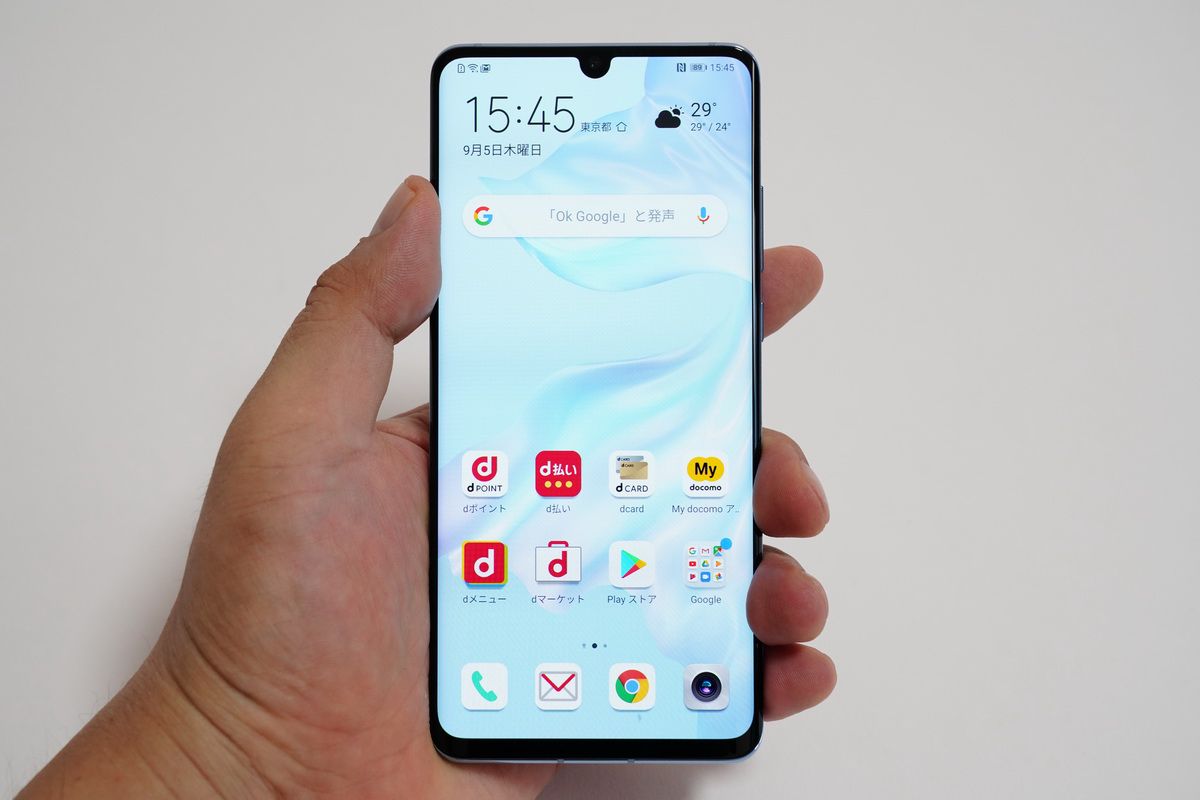 89 15:45
15:45 東京都
29°
29° / 24°
9月5日木曜日
「Ok Google」と発声
d POINT
d払い
d CARD
My docomo
dポイント
d払い
dcard
My docomo ア…
d
d
dメニュー
dマーケット
Play ストア
Google